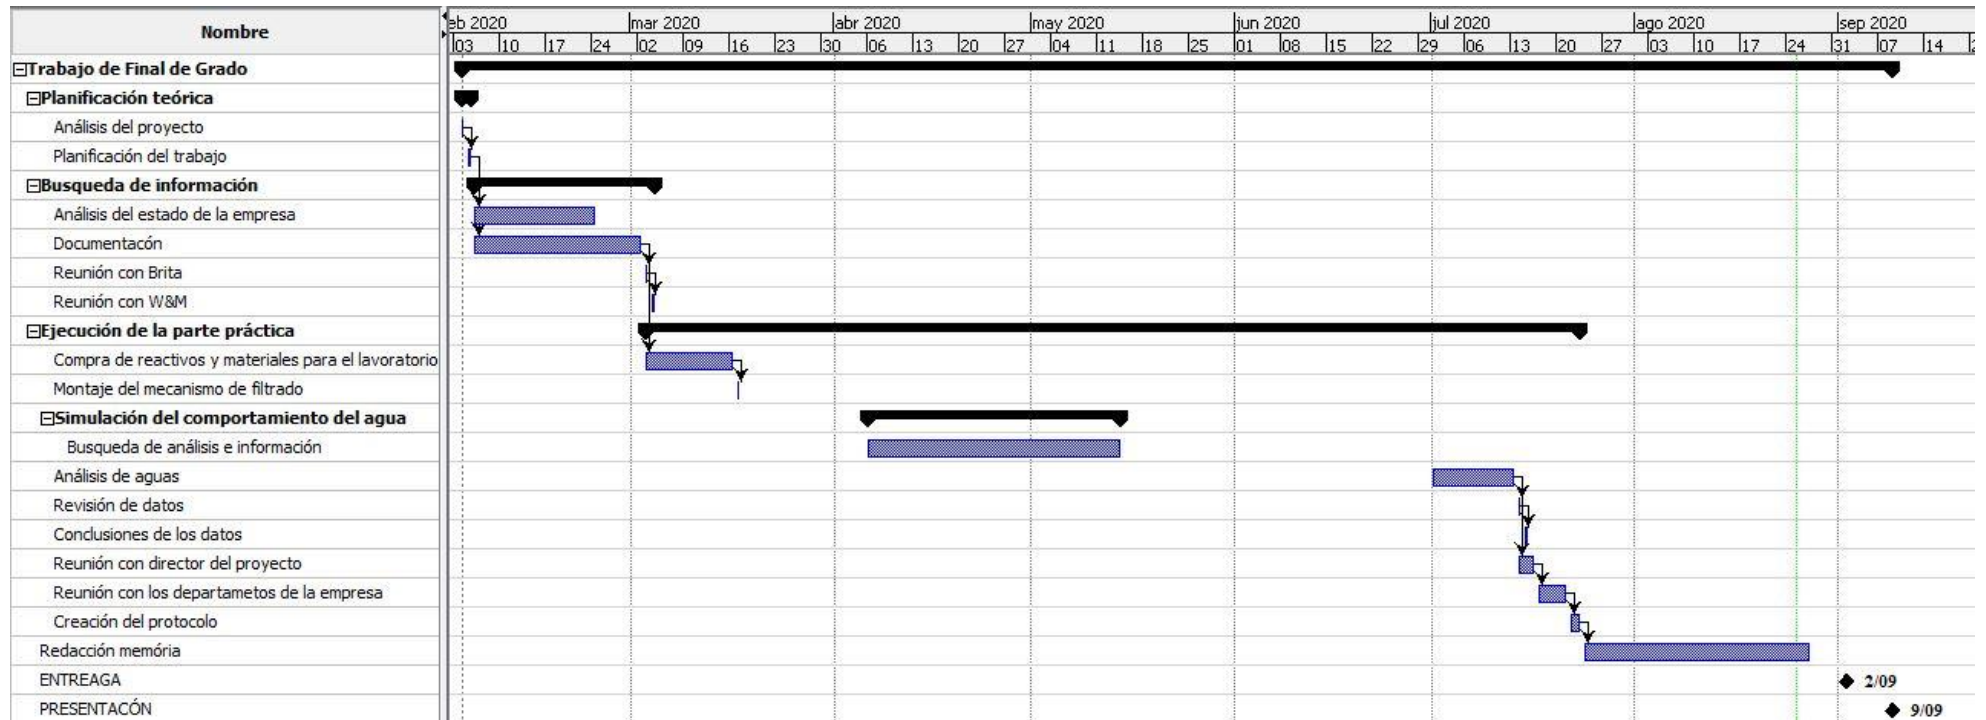 Nombre
eb 2020 mar 2020 abr 2020 may 2020 jun 2020 jul 2020 ago 2020 sep 2020
03 10 17 24 02 09 16 23 30 06 13 20 27 04 11 18 25 01 08 15 22 29 06 13 20 27 03 10 17 24 31 07 14
Trabajo de Final de Grado
Planificación teórica
Análisis del proyecto
Planificación del trabajo
Busqueda de información
Análisis del estado de la empresa
Documentacón
Reunión con Brita
Reunión con W&M
Ejecución de la parte práctica
Compra de reactivos y materiales para el lavoratorio
Montaje del mecanismo de filtrado
Simulación del comportamiento del agua
Busqueda de análisis e información
Análisis de aguas
Revisión de datos
Conclusiones de los datos
Reunión con director del proyecto
Reunión con los departametos de la empresa
Creación del protocolo
Redacción memória
ENTREAGA 2/09
PRESENTACÓN 9/09